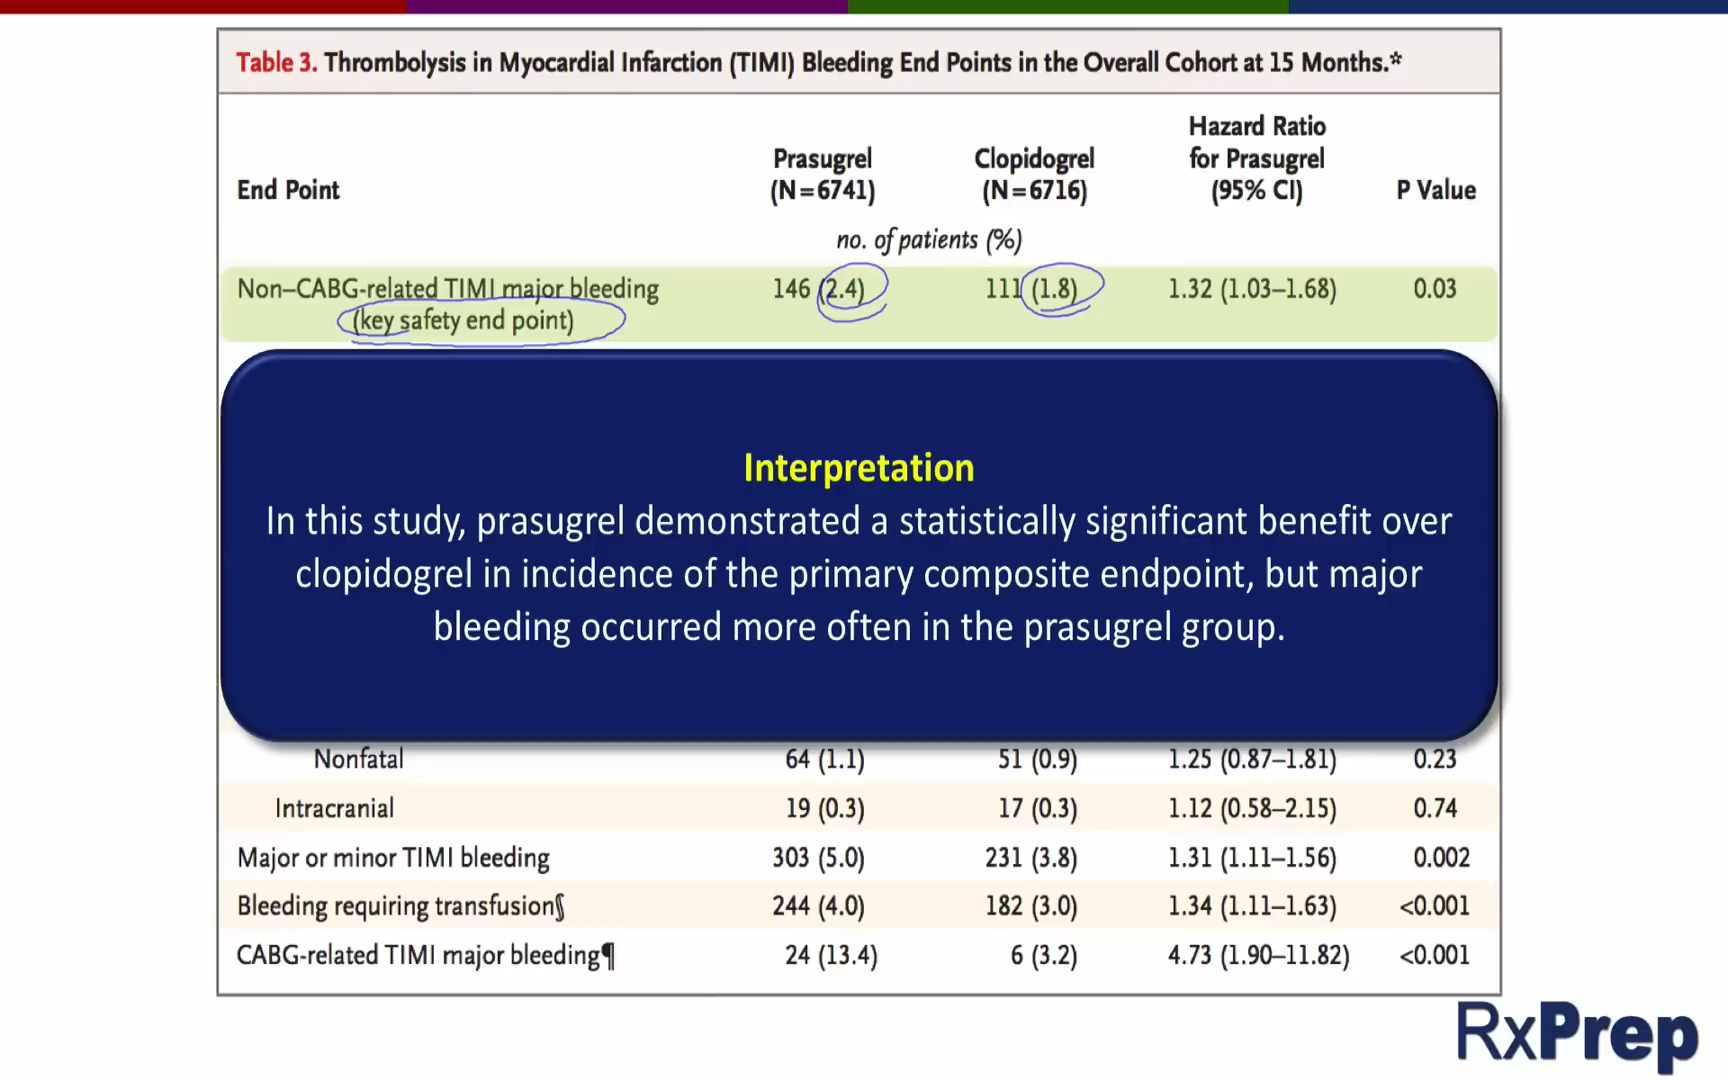 Table 3. Thrombolysis in Myocardial Infarction (TIMI) Bleeding End Points in the Overall Cohort at 15 Months.*
End Point Prasugrel (N=6741) Clopidogrel (N=6716) Hazard Ratio for Prasugrel (95% CI) P Value
no. of patients (%)
Non–CABG-related TIMI major bleeding 146 (2.4) 111 (1.8) 1.32 (1.03–1.68) 0.03
(key safety end point)
Interpretation
In this study, prasugrel demonstrated a statistically significant benefit over
clopidogrel in incidence of the primary composite endpoint, but major
bleeding occurred more often in the prasugrel group.
Nonfatal 64 (1.1) 51 (0.9) 1.25 (0.87–1.81) 0.23
Intracranial 19 (0.3) 17 (0.3) 1.12 (0.58–2.15) 0.74
Major or minor TIMI bleeding 303 (5.0) 231 (3.8) 1.31 (1.11–1.56) 0.002
Bleeding requiring transfusion§ 244 (4.0) 182 (3.0) 1.34 (1.11–1.63) <0.001
CABG-related TIMI major bleeding¶ 24 (13.4) 6 (3.2) 4.73 (1.90–11.82) <0.001
RxPrep